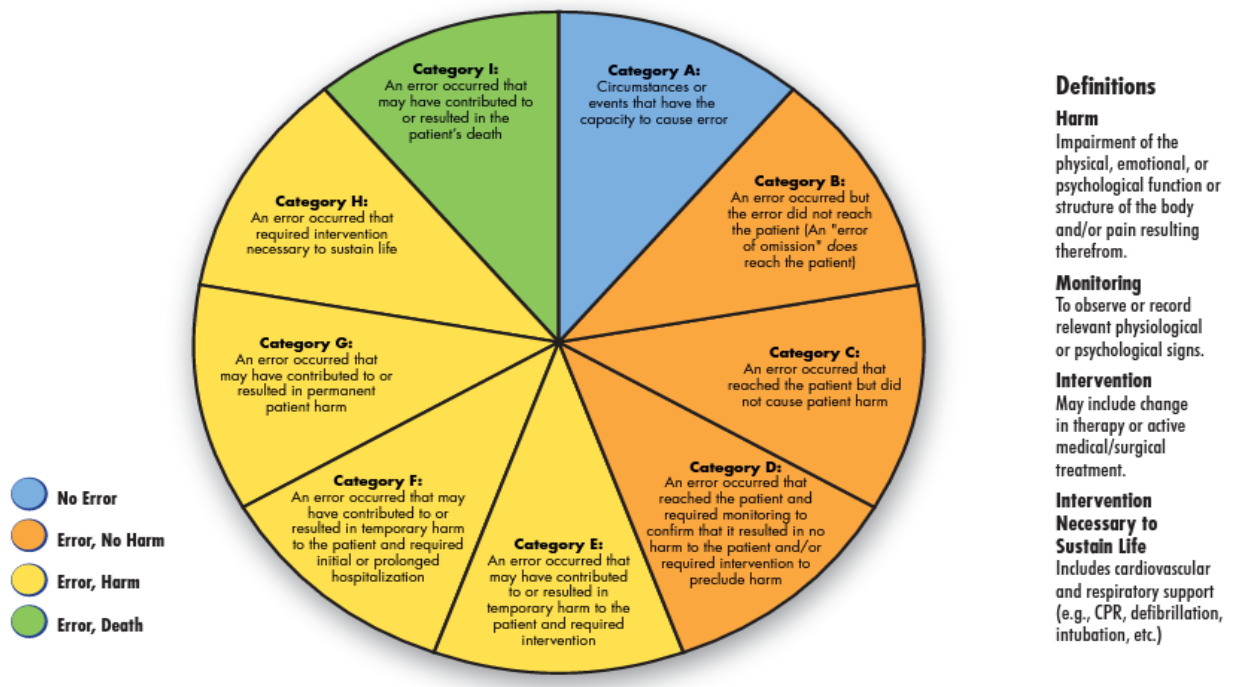 Category A:
Circumstances or
events that have the
capacity to cause error
Category B:
An error occurred but
the error did not reach
the patient (An "error
of omission" does
reach the patient)
Category C:
An error occurred that
reached the patient but did
not cause patient harm
Category D:
An error occurred that
reached the patient and
required monitoring to
confirm that it resulted in no
harm to the patient and/or
required intervention to
preclude harm
Category E:
An error occurred that
may have contributed
to or resulted in
temporary harm to the
patient and required
intervention
Category F:
An error occurred that may
have contributed to or
resulted in temporary harm
to the patient and required
initial or prolonged
hospitalization
Category G:
An error occurred that
may have contributed to or
resulted in permanent
patient harm
Category H:
An error occurred that
required intervention
necessary to sustain life
Category I:
An error occurred that
may have contributed to
or resulted in the
patient's death
No Error
Error, No Harm
Error, Harm
Error, Death
Definitions
Harm
Impairment of the
physical, emotional, or
psychological function or
structure of the body
and/or pain resulting
therefrom.
Monitoring
To observe or record
relevant physiological
or psychological signs.
Intervention
May include change
in therapy or active
medical/surgical
treatment.
Intervention
Necessary to
Sustain Life
Includes cardiovascular
and respiratory support
(e.g., CPR, defibrillation,
intubation, etc.)